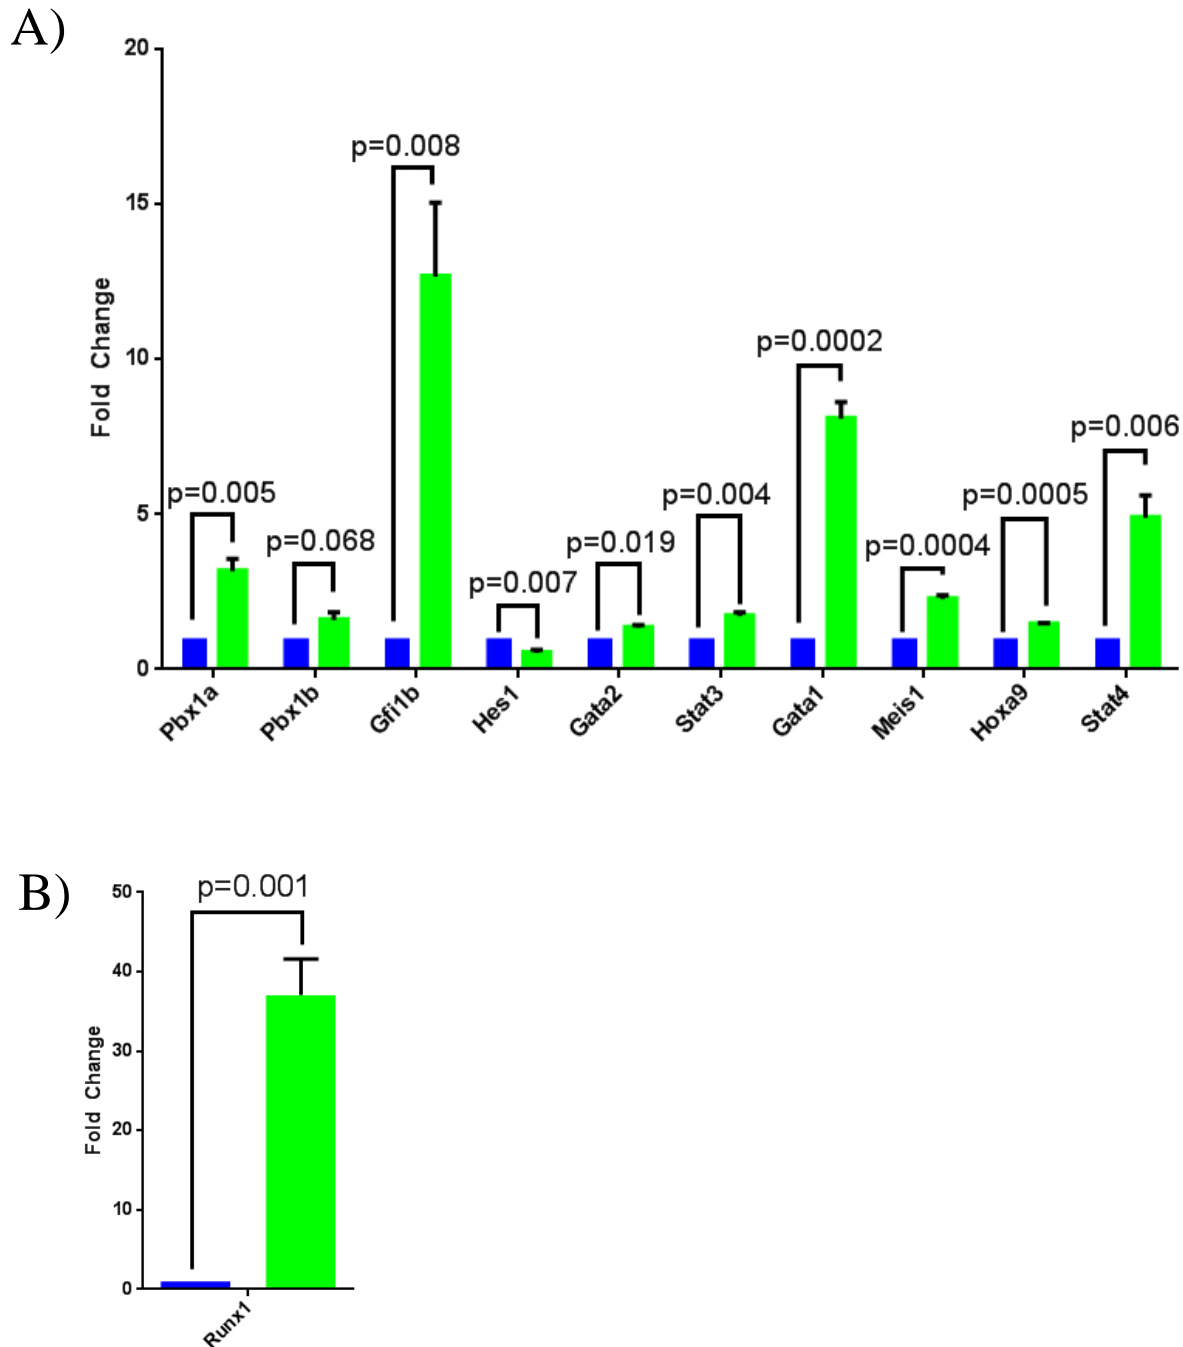 A)
20
15
10
5
0
Fold Change
p=0.005
p=0.068
p=0.008
p=0.007
p=0.019
p=0.004
p=0.0002
p=0.0004
p=0.0005
p=0.006
Pbx1a
Pbx1b
Gfi1b
Hes1
Gata2
Stat3
Gata1
Meis1
Hoxa9
Stat4
B)
50
40
30
20
10
0
Fold Change
p=0.001
Runx1